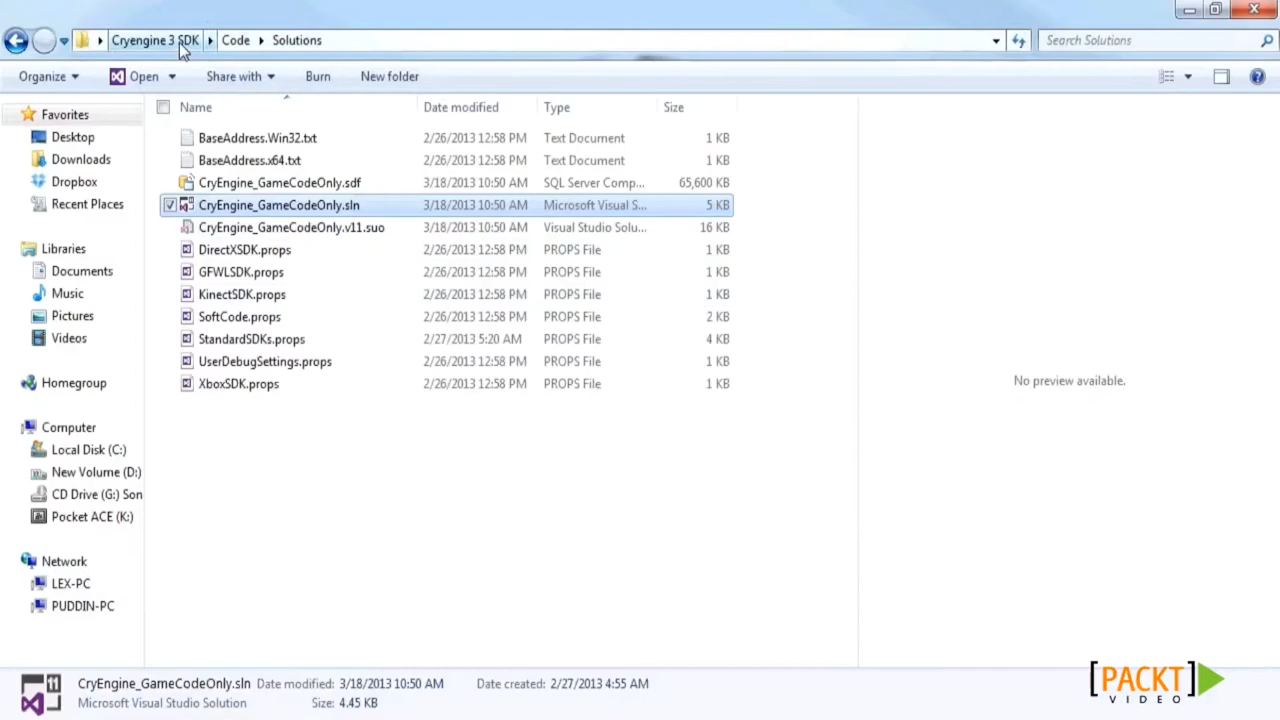 Cryengine 3 SDK Code Solutions Search Solutions
Organize Open Share with Burn New folder
Name Date modified Type Size
BaseAddress.Win32.txt 2/26/2013 12:58 PM Text Document 1 KB
BaseAddress.x64.txt 2/26/2013 12:58 PM Text Document 1 KB
CryEngine_GameCodeOnly.sdf 3/18/2013 10:50 AM SQL Server Comp... 65,600 KB
CryEngine_GameCodeOnly.sln 3/18/2013 10:50 AM Microsoft Visual S... 5 KB
CryEngine_GameCodeOnly.v11.suo 3/18/2013 10:50 AM Visual Studio Solu... 16 KB
DirectXSDK.props 2/26/2013 12:58 PM PROPS File 1 KB
GFWLSDK.props 2/26/2013 12:58 PM PROPS File 1 KB
KinectSDK.props 2/26/2013 12:58 PM PROPS File 1 KB
SoftCode.props 2/26/2013 12:58 PM PROPS File 2 KB
StandardSDKs.props 2/27/2013 5:20 AM PROPS File 4 KB
UserDebugSettings.props 2/26/2013 12:58 PM PROPS File 1 KB
XboxSDK.props 2/26/2013 12:58 PM PROPS File 1 KB
Favorites
Desktop
Downloads
Dropbox
Recent Places
Libraries
Documents
Music
Pictures
Videos
Homegroup
Computer
Local Disk (C:)
New Volume (D:)
CD Drive (G:) Son
Pocket ACE (K:)
Network
LEX-PC
PUDDIN-PC
No preview available.
CryEngine_GameCodeOnly.sln Date modified: 3/18/2013 10:50 AM Date created: 2/27/2013 4:55 AM
Microsoft Visual Studio Solution Size: 4.45 KB
11
[PACKT]
VIDEO